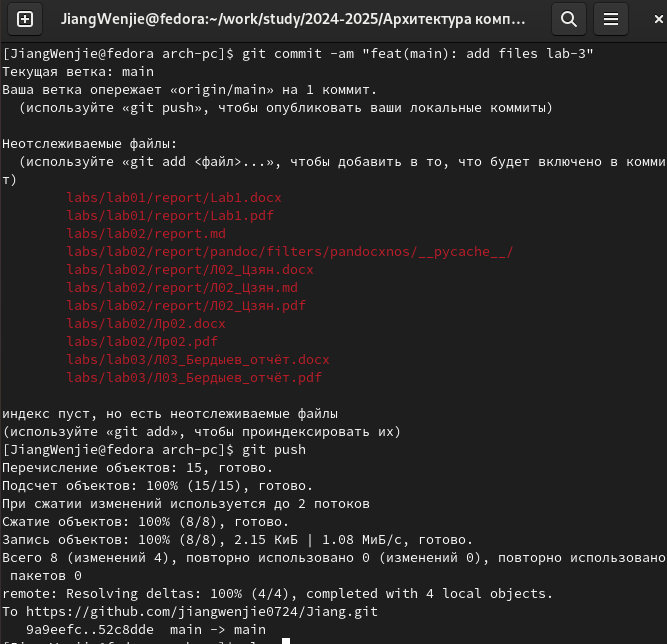 JiangWenjie@fedora:~/work/study/2024-2025/Архитектура комп…
[JiangWenjie@fedora arch-pc]$ git commit -am "feat(main): add files lab-3"
Текущая ветка: main
Ваша ветка опережает «origin/main» на 1 коммит.
  (используйте «git push», чтобы опубликовать ваши локальные коммиты)

Неотслеживаемые файлы:
  (используйте «git add <файл>...», чтобы добавить в то, что будет включено в комми
т)
        labs/lab01/report/Lab1.docx
        labs/lab01/report/Lab1.pdf
        labs/lab02/report.md
        labs/lab02/report/pandoc/filters/pandocxnos/__pycache__/
        labs/lab02/report/Л02_Цзян.docx
        labs/lab02/report/Л02_Цзян.md
        labs/lab02/report/Л02_Цзян.pdf
        labs/lab02/Лр02.docx
        labs/lab02/Лр02.pdf
        labs/lab03/Л03_Бердыев_отчёт.docx
        labs/lab03/Л03_Бердыев_отчёт.pdf

индекс пуст, но есть неотслеживаемые файлы
(используйте «git add», чтобы проиндексировать их)
[JiangWenjie@fedora arch-pc]$ git push
Перечисление объектов: 15, готово.
Подсчет объектов: 100% (15/15), готово.
При сжатии изменений используется до 2 потоков
Сжатие объектов: 100% (8/8), готово.
Запись объектов: 100% (8/8), 2.15 КиБ | 1.08 МиБ/с, готово.
Всего 8 (изменений 4), повторно использовано 0 (изменений 0), повторно использовано
 пакетов 0
remote: Resolving deltas: 100% (4/4), completed with 4 local objects.
To https://github.com/jiangwenjie0724/Jiang.git
   9a9eefc..52c8dde  main -> main